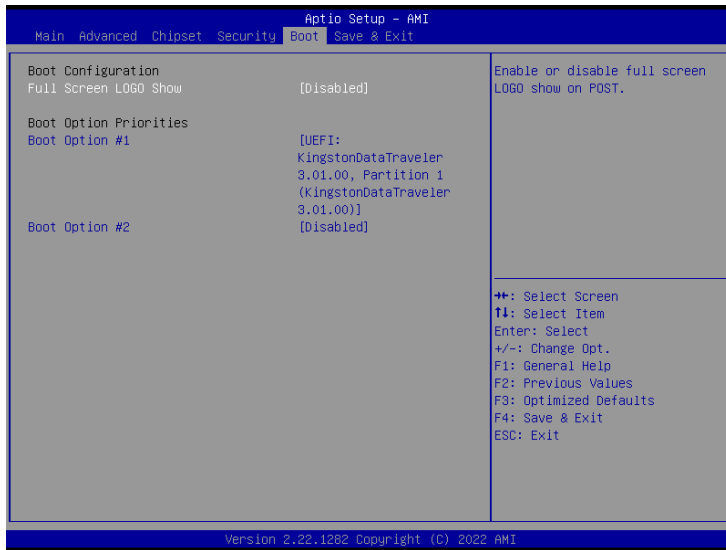 Aptio Setup – AMI
Main Advanced Chipset Security Boot Save & Exit
Boot Configuration
Full Screen LOGO Show [Disabled]
Boot Option Priorities
Boot Option #1 [UEFI:
KingstonDataTraveler
3.01.00, Partition 1
(KingstonDataTraveler
3.01.00)]
Boot Option #2 [Disabled]
Enable or disable full screen
LOGO show on POST.
→←: Select Screen
↑↓: Select Item
Enter: Select
+/-: Change Opt.
F1: General Help
F2: Previous Values
F3: Optimized Defaults
F4: Save & Exit
ESC: Exit
Version 2.22.1282 Copyright (C) 2022 AMI